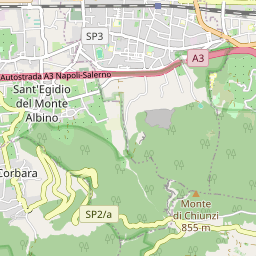 SP3
A3
Autostrada A3 Napoli-Salerno
Sant'Egidio
del Monte
Albino
Corbara
SP2/a
Monte
di Chiunzi
855 m